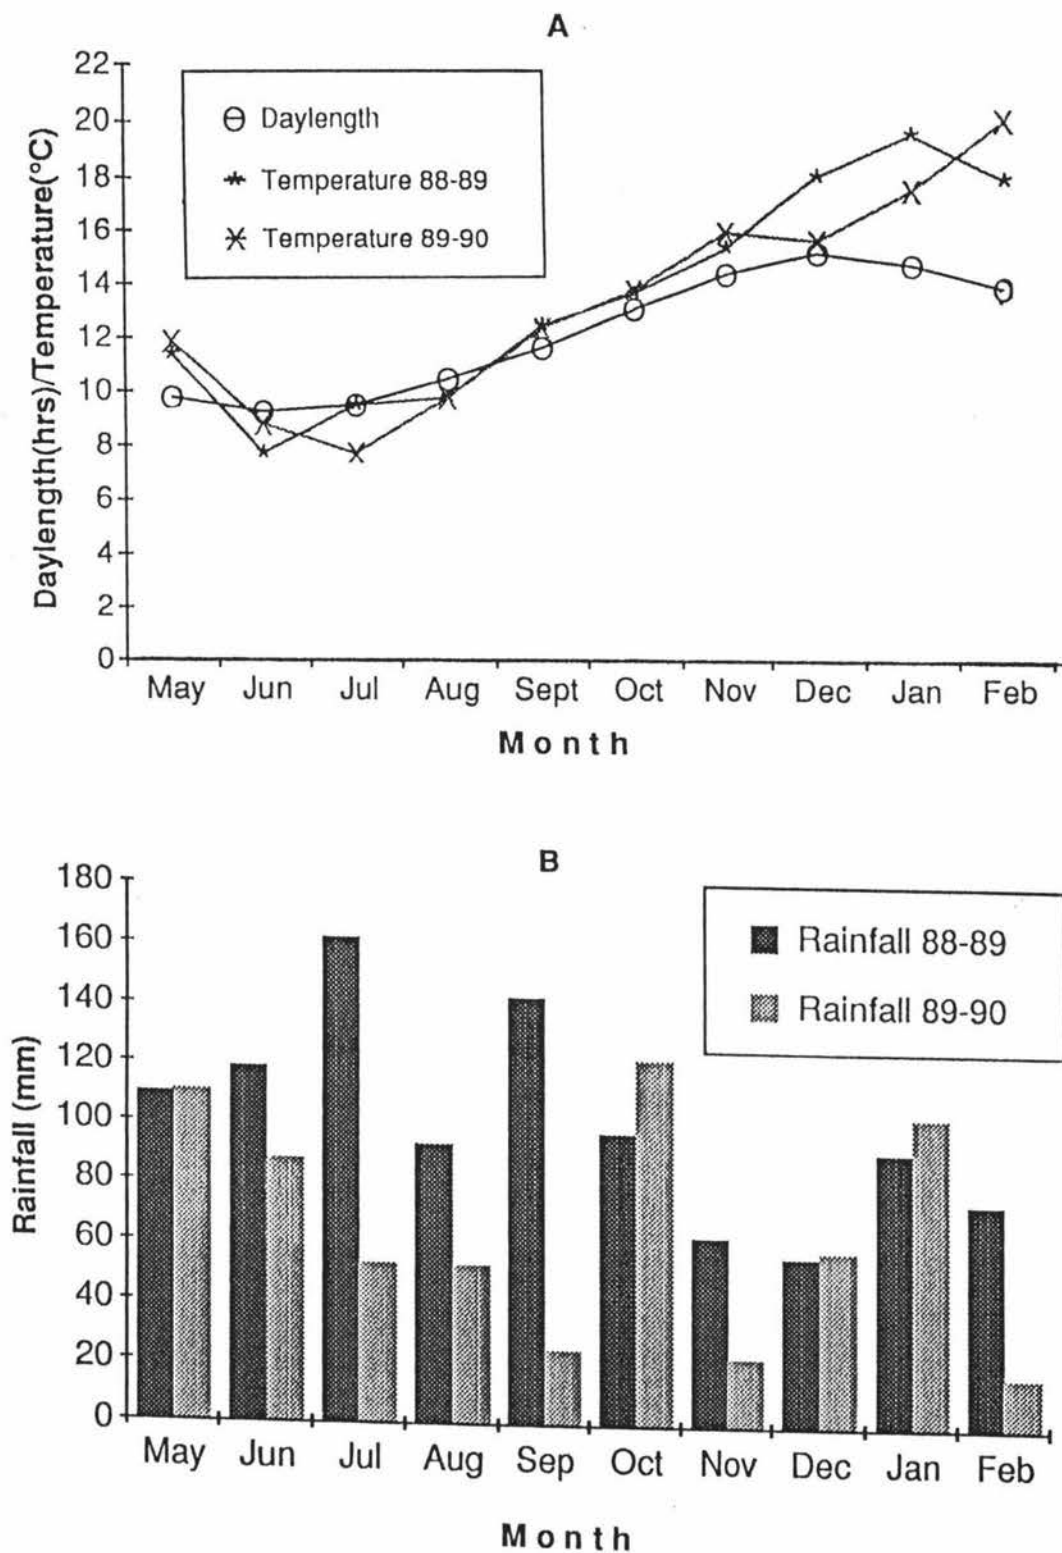 A
22
20
18
16
14
12
10
8
6
4
2
0
Daylength(hrs)/Temperature(°C)
Daylength
Temperature 88-89
Temperature 89-90
May Jun Jul Aug Sept Oct Nov Dec Jan Feb
Month
B
180
160
140
120
100
80
60
40
20
0
Rainfall (mm)
Rainfall 88-89
Rainfall 89-90
May Jun Jul Aug Sep Oct Nov Dec Jan Feb
Month